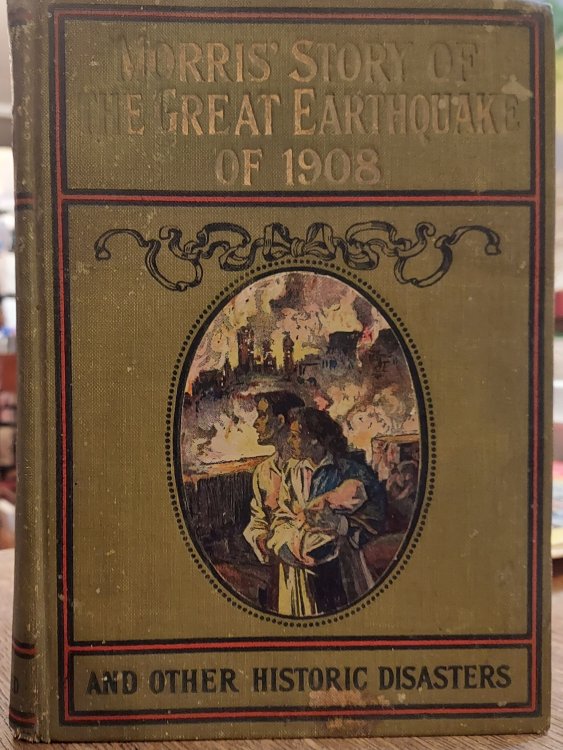 MORRIS' STORY OF
THE GREAT EARTHQUAKE
OF 1908
AND OTHER HISTORIC DISASTERS